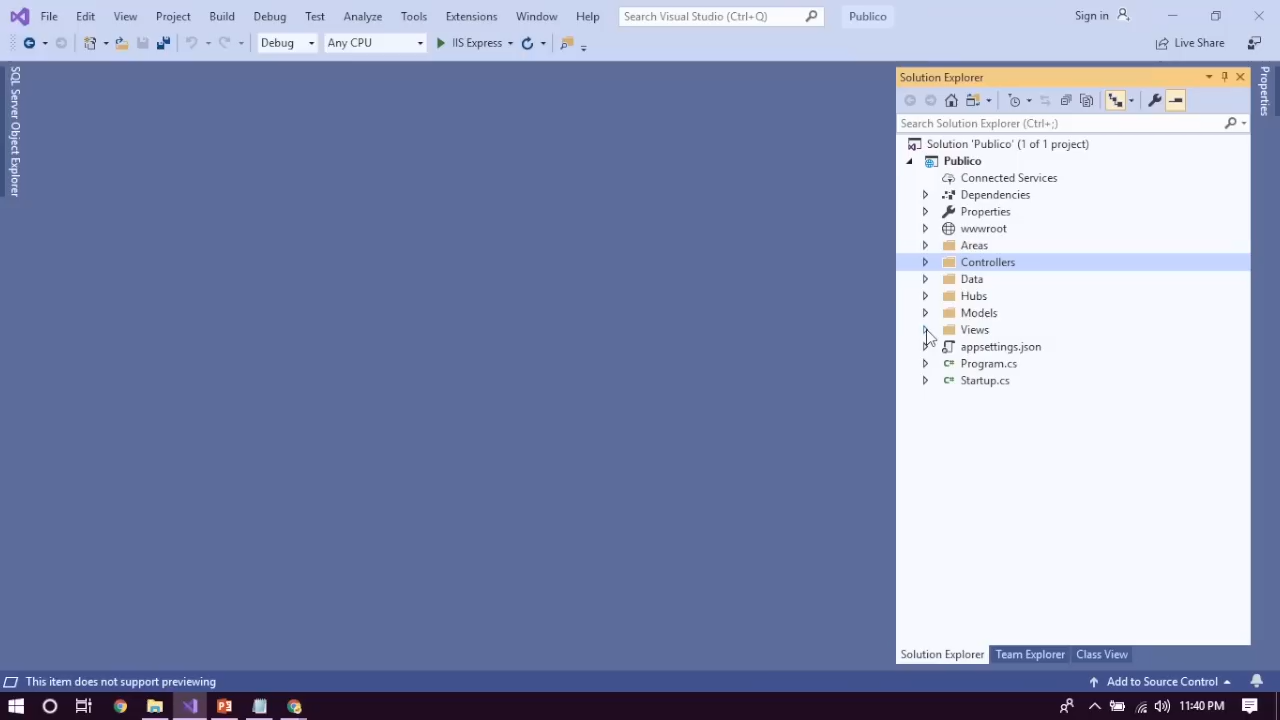 File Edit View Project Build Debug Test Analyze Tools Extensions Window Help Search Visual Studio (Ctrl+Q) Publico Sign in
Debug Any CPU IIS Express Live Share
SQL Server Object Explorer
Solution Explorer
Properties
Search Solution Explorer (Ctrl+;)
Solution 'Publico' (1 of 1 project)
Publico
Connected Services
Dependencies
Properties
wwwroot
Areas
Controllers
Data
Hubs
Models
Views
appsettings.json
C# Program.cs
C# Startup.cs
Solution Explorer Team Explorer Class View
This item does not support previewing Add to Source Control
11:40 PM